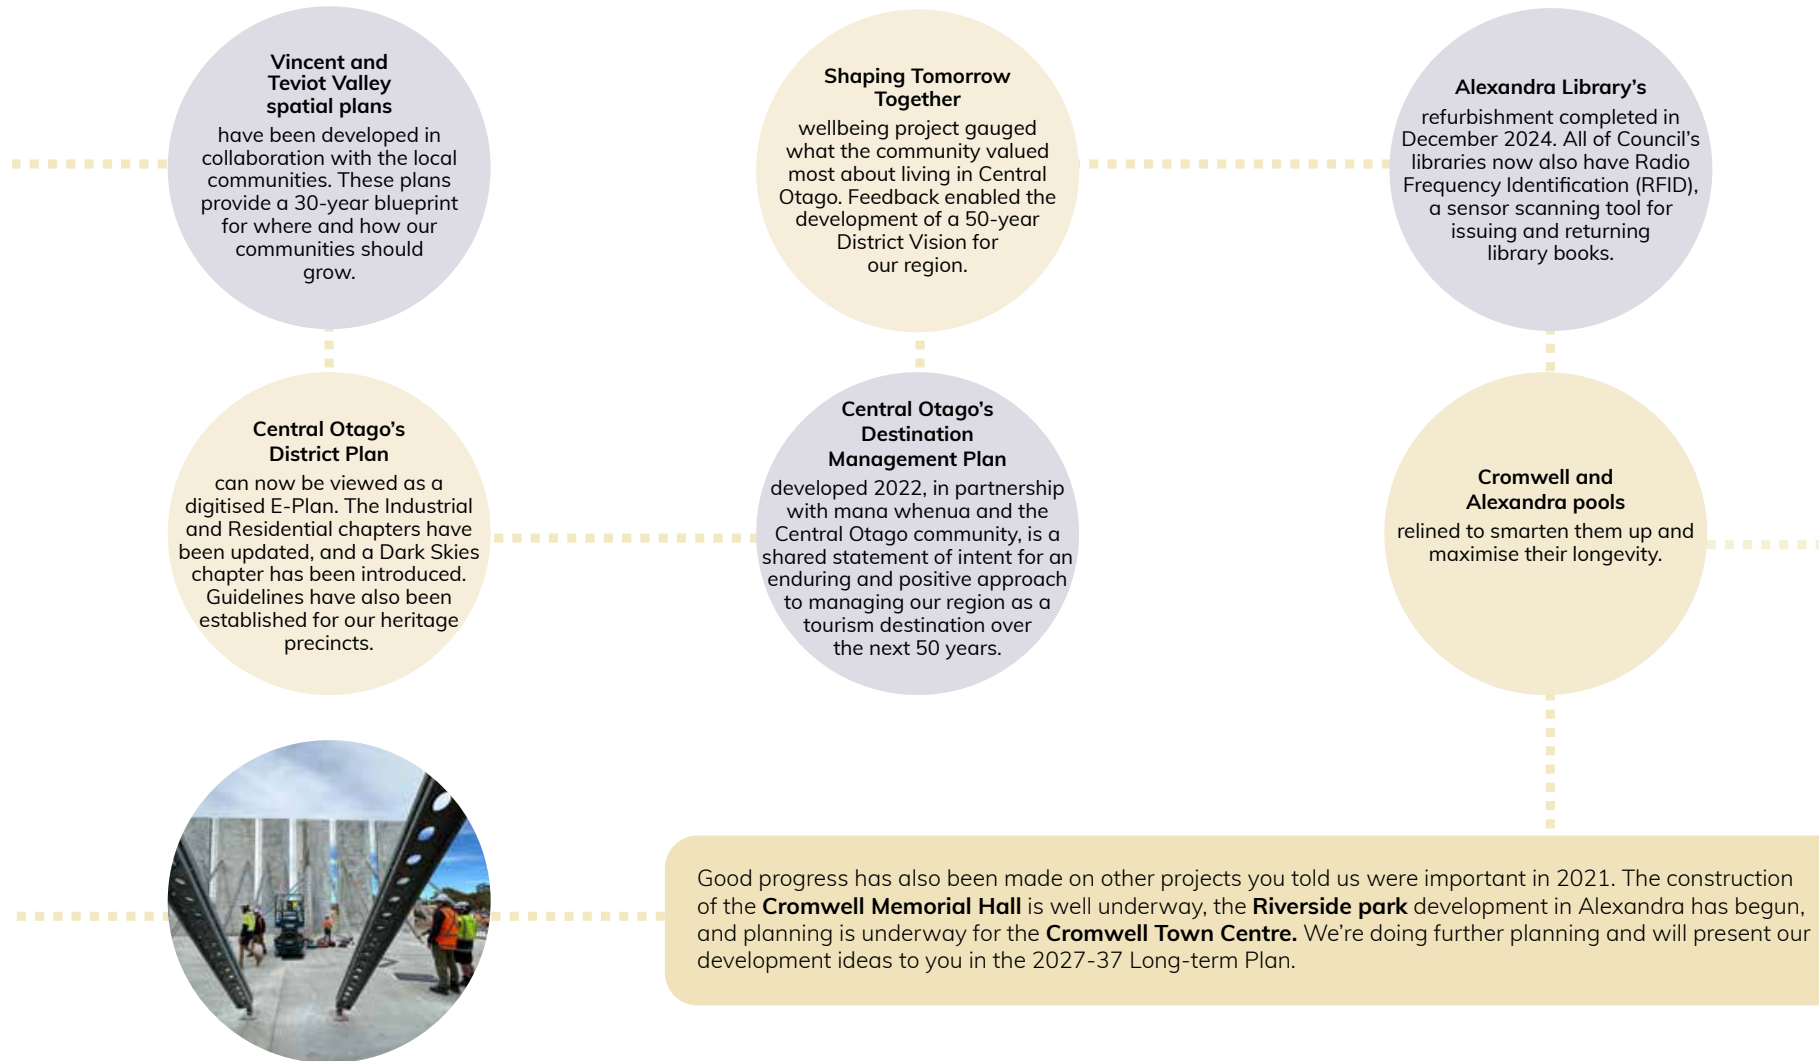 Vincent and
Teviot Valley
spatial plans
have been developed in
collaboration with the local
communities. These plans
provide a 30-year blueprint
for where and how our
communities should
grow.
Shaping Tomorrow
Together
wellbeing project gauged
what the community valued
most about living in Central
Otago. Feedback enabled the
development of a 50-year
District Vision for
our region.
Alexandra Library’s
refurbishment completed in
December 2024. All of Council’s
libraries now also have Radio
Frequency Identification (RFID),
a sensor scanning tool for
issuing and returning
library books.
Central Otago’s
District Plan
can now be viewed as a
digitised E-Plan. The Industrial
and Residential chapters have
been updated, and a Dark Skies
chapter has been introduced.
Guidelines have also been
established for our heritage
precincts.
Central Otago’s
Destination
Management Plan
developed 2022, in partnership
with mana whenua and the
Central Otago community, is a
shared statement of intent for an
enduring and positive approach
to managing our region as a
tourism destination over
the next 50 years.
Cromwell and
Alexandra pools
relined to smarten them up and
maximise their longevity.
Good progress has also been made on other projects you told us were important in 2021. The construction
of the Cromwell Memorial Hall is well underway, the Riverside park development in Alexandra has begun,
and planning is underway for the Cromwell Town Centre. We’re doing further planning and will present our
development ideas to you in the 2027-37 Long-term Plan.